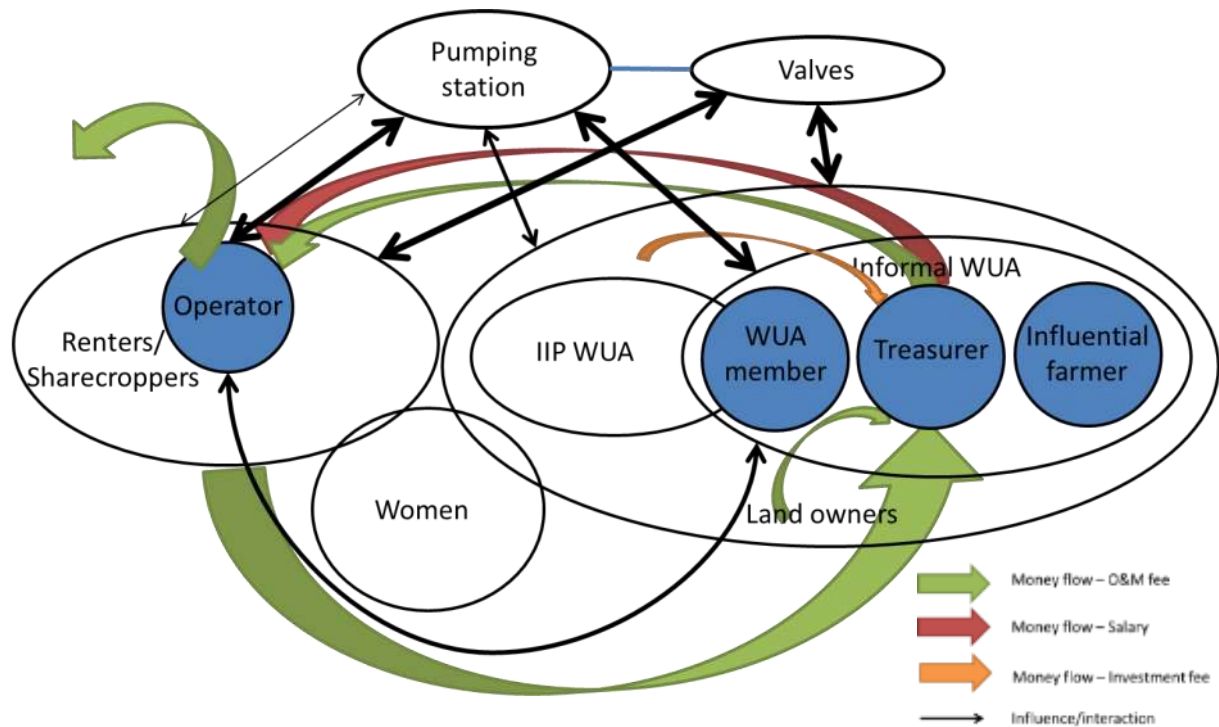 Pumping
station
Valves
Informal WUA
Operator
Renters/
Sharecroppers
IIP WUA
WUA
member
Treasurer
Influential
farmer
Women
Land owners
Money flow – O&M fee
Money flow – Salary
Money flow – Investment fee
Influence/interaction